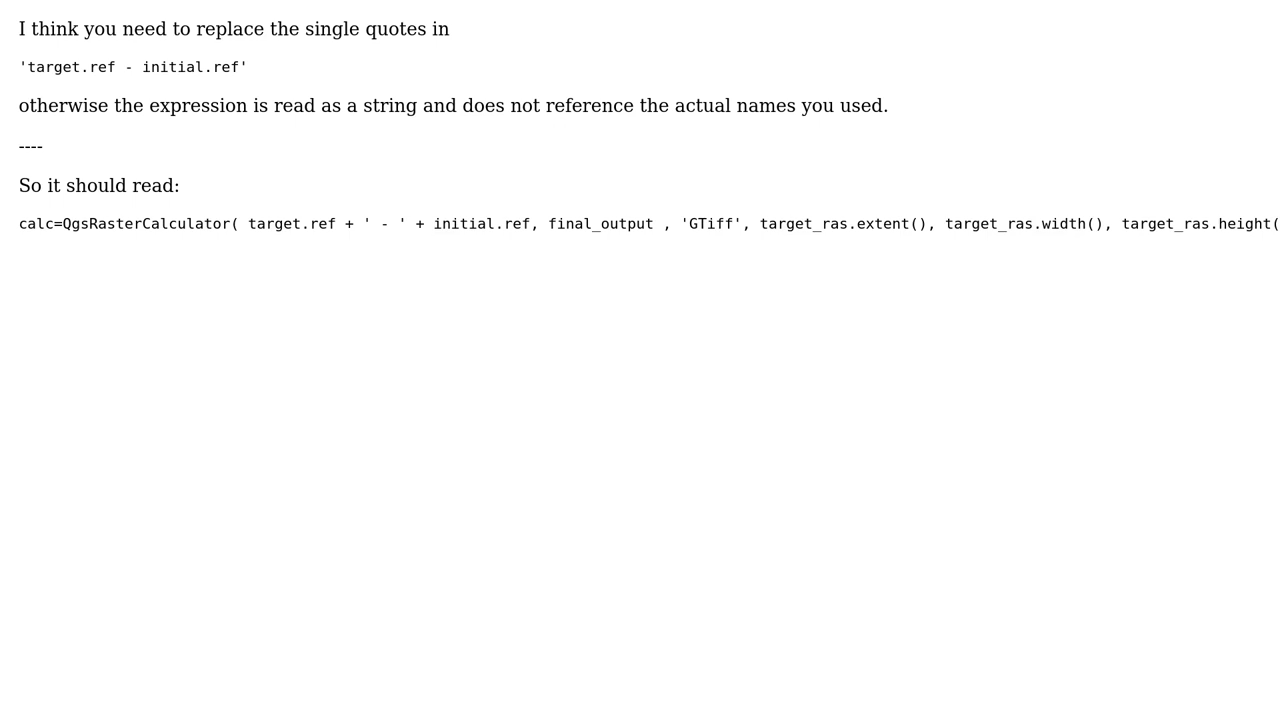 I think you need to replace the single quotes in
'target.ref - initial.ref'
otherwise the expression is read as a string and does not reference the actual names you used.
----
So it should read:
calc=QgsRasterCalculator( target.ref + ' - ' + initial.ref, final_output , 'GTiff', target_ras.extent(), target_ras.width(), target_ras.height(